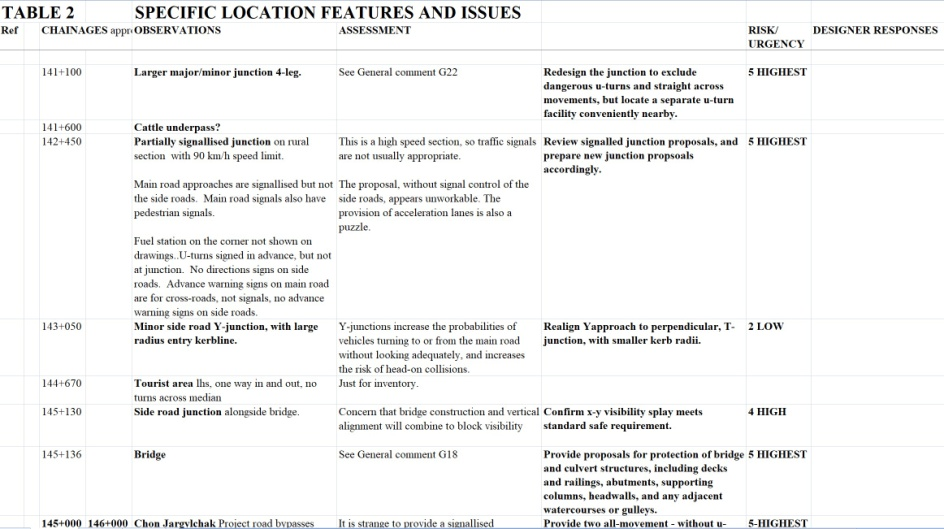 TABLE 2 SPECIFIC LOCATION FEATURES AND ISSUES
Ref CHAINAGES appr OBSERVATIONS ASSESSMENT RISK/ DESIGNER RESPONSES
URGENCY
141+100 Larger major/minor junction 4-leg. See General comment G22 Redesign the junction to exclude 5 HIGHEST
dangerous u-turns and straight across
movements, but locate a separate u-turn
facility conveniently nearby.
141+600 Cattle underpass?
142+450 Partially signallised junction on rural This is a high speed section, so traffic signals Review signalled junction proposals, and 5 HIGHEST
section with 90 km/h speed limit. are not usually appropriate. prepare new junction propsoals
accordingly.
Main road approaches are signallised but not The proposal, without signal control of the
the side roads. Main road signals also have side roads, appears unworkable. The
pedestrian signals. provision of acceleration lanes is also a
puzzle.
Fuel station on the corner not shown on
drawings..U-turns signed in advance, but not
at junction. No directions signs on side
roads. Advance warning signs on main road
are for cross-roads, not signals, no advance
warning signs on side roads.
143+050 Minor side road Y-junction, with large Y-junctions increase the probabilities of Realign Yapproach to perpendicular, T- 2 LOW
radius entry kerbline. vehicles turning to or from the main road junction, with smaller kerb radii.
without looking adequately, and increases
the risk of head-on collisions.
144+670 Tourist area lhs, one way in and out, no Just for inventory.
turns across median
145+130 Side road junction alongside bridge. Concern that bridge construction and vertical Confirm x-y visibility splay meets 4 HIGH
alignment will combine to block visibility standard safe requirement.
145+136 Bridge See General comment G18 Provide proposals for protection of bridge 5 HIGHEST
and culvert structures, including decks
and railings, abutments, supporting
columns, headwalls, and any adjacent
watercourses or gulleys.
145+000 146+000 Chon Jargylchak Project road bypasses It is strange to provide a signallised Provide two all-movement - without u- 5-HIGHEST